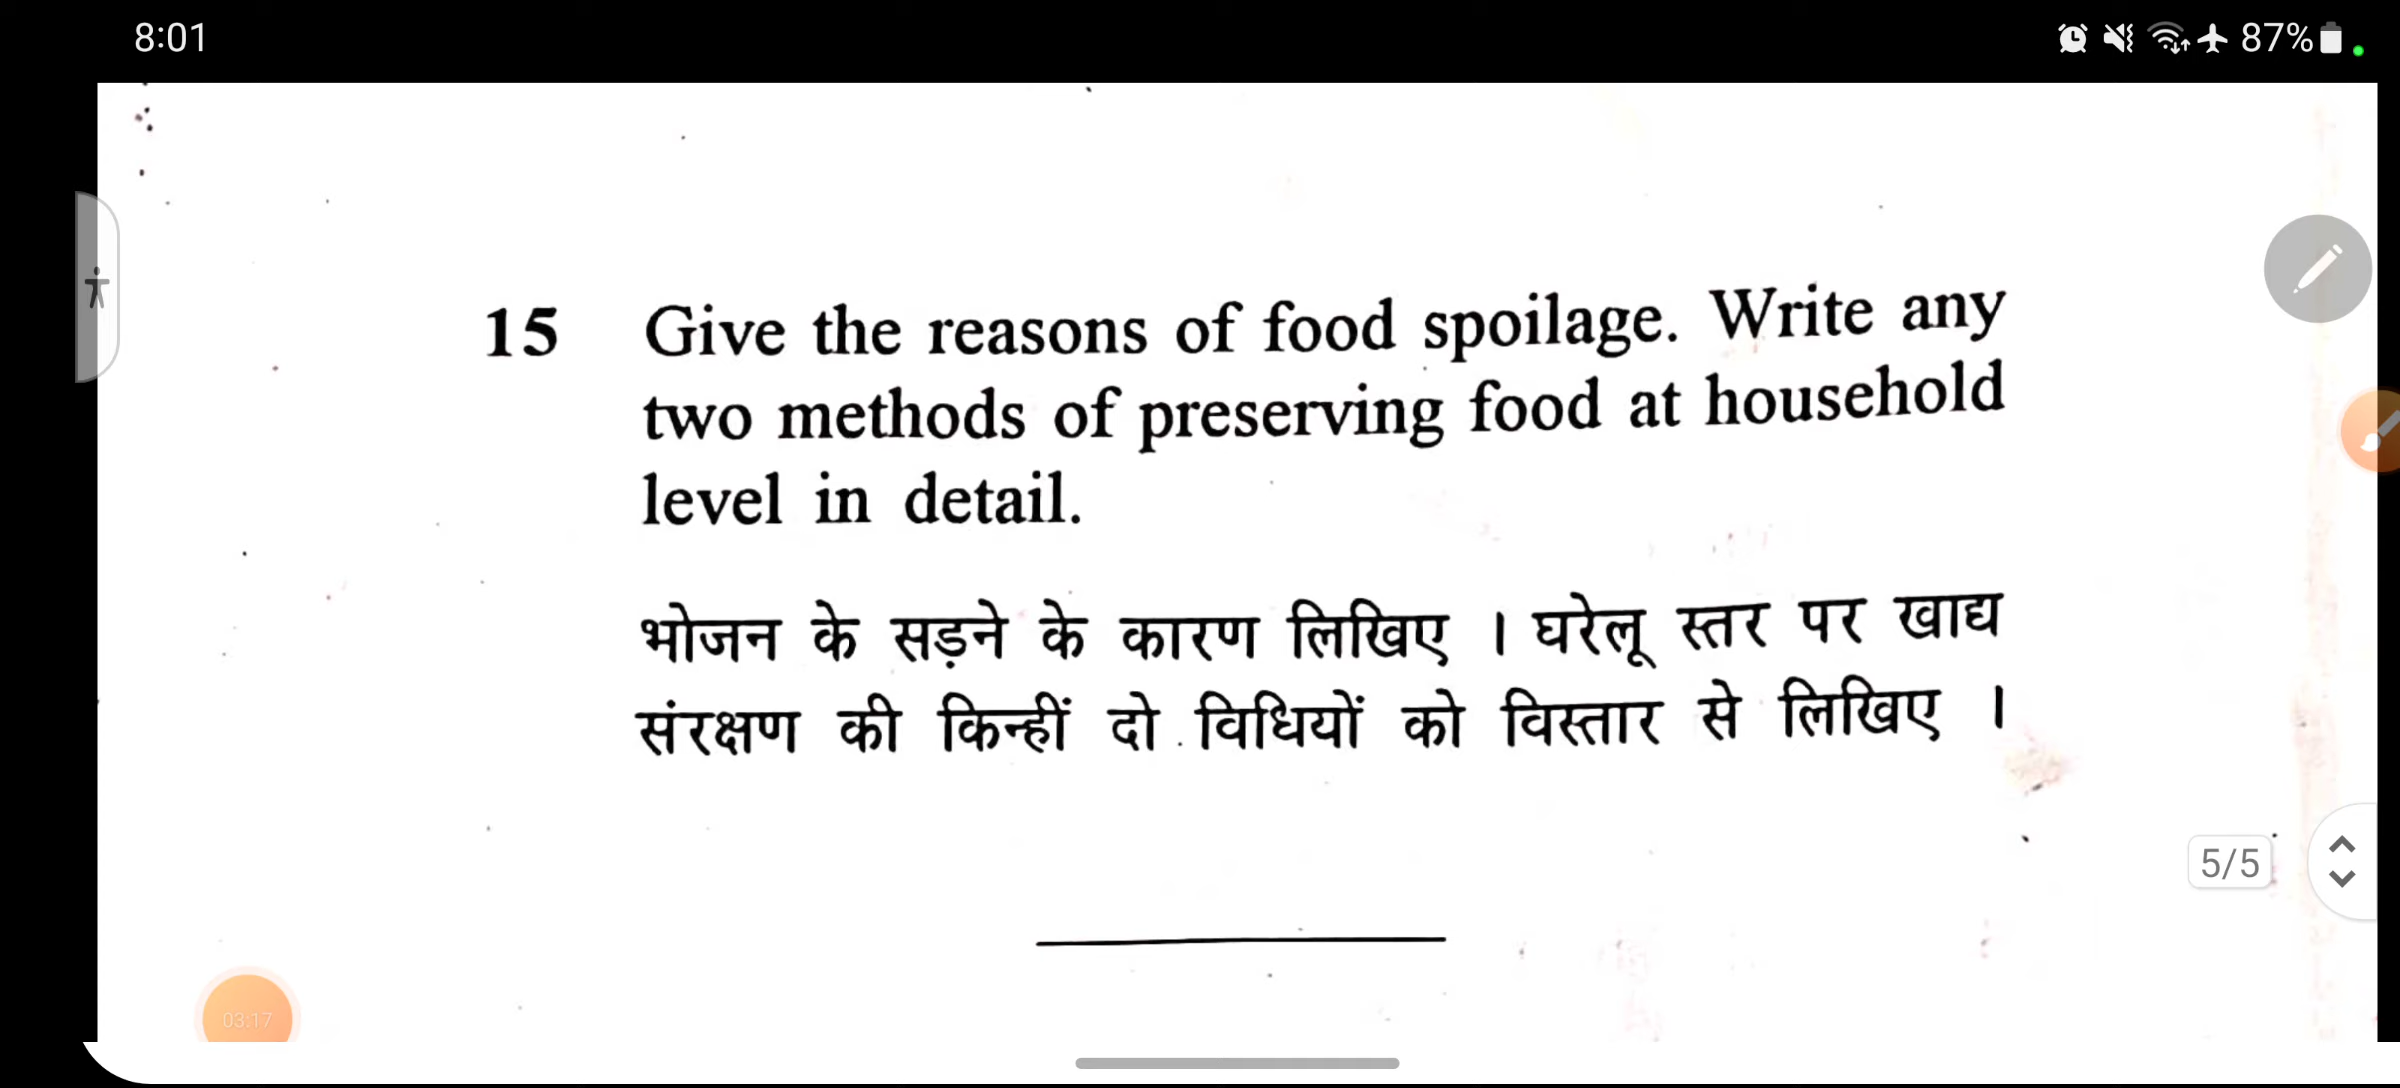 8:01
87%
15 Give the reasons of food spoilage. Write any
two methods of preserving food at household
level in detail.
भोजन के सड़ने के कारण लिखिए । घरेलू स्तर पर खाद्य
संरक्षण की किन्हीं दो विधियों को विस्तार से लिखिए ।
5/5
03:17